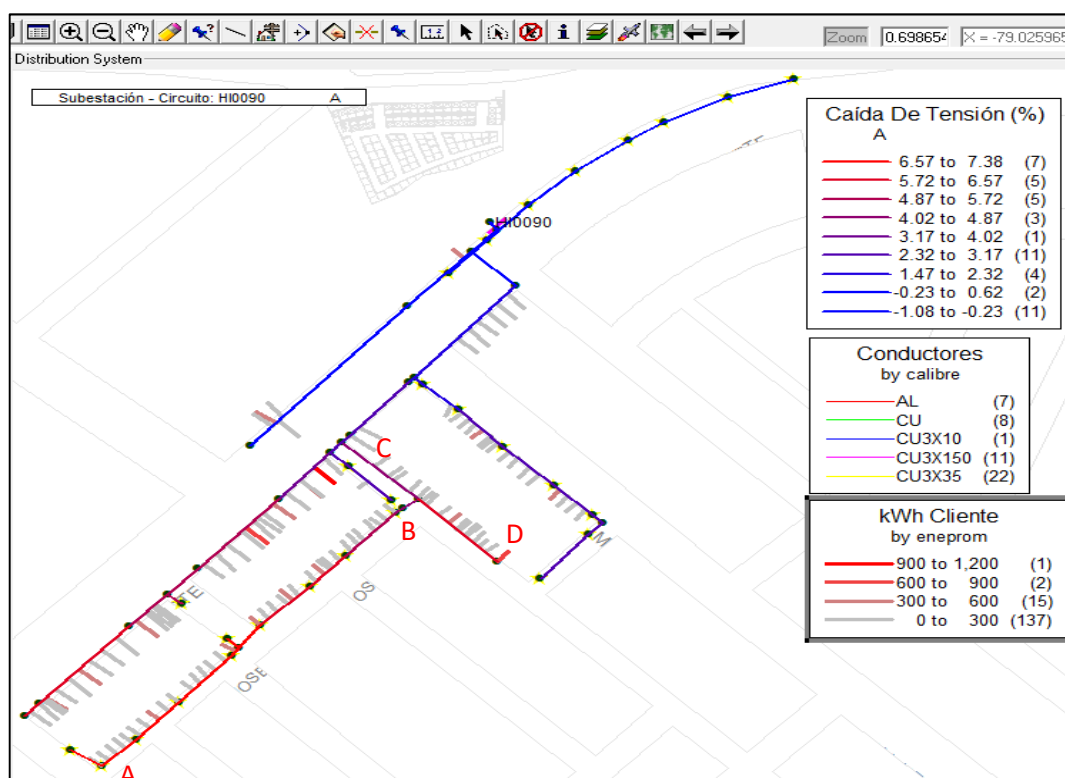 Zoom 0.698654 X = -79.025965
Distribution System
Subestación - Circuito: HI0090 A
HI0090
Caída De Tensión (%)
A
6.57 to 7.38 (7)
5.72 to 6.57 (5)
4.87 to 5.72 (5)
4.02 to 4.87 (3)
3.17 to 4.02 (1)
2.32 to 3.17 (11)
1.47 to 2.32 (4)
-0.23 to 0.62 (2)
-1.08 to -0.23 (11)
Conductores
by calibre
AL (7)
CU (8)
CU3X10 (1)
CU3X150 (11)
CU3X35 (22)
kWh Cliente
by eneprom
900 to 1,200 (1)
600 to 900 (2)
300 to 600 (15)
0 to 300 (137)
C
B
D
M
TE
OS
OSE
A